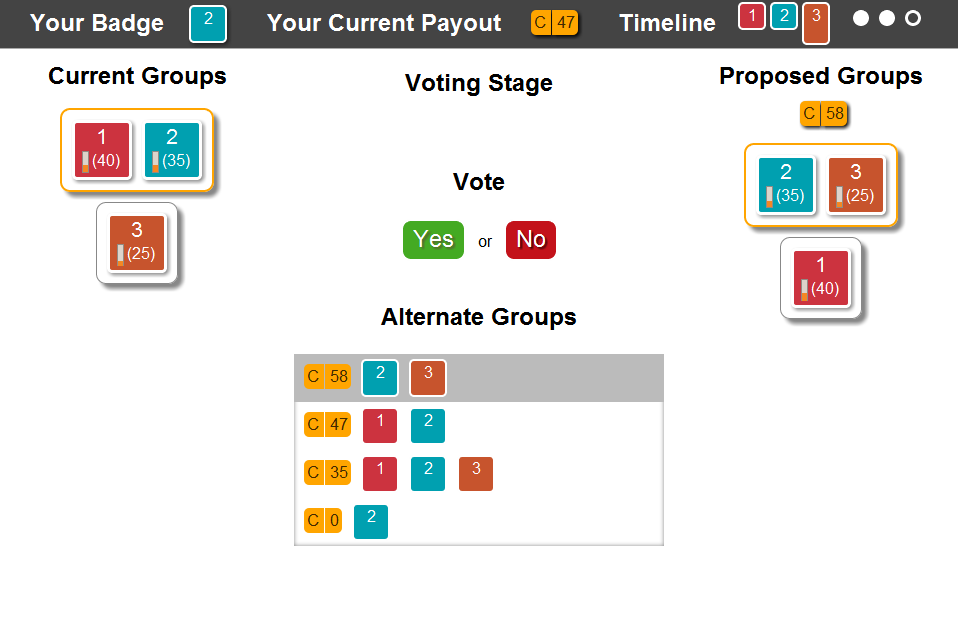 Your Badge 2 Your Current Payout C 47 Timeline 1 2 3
Current Groups
1 2
(40) (35)
3
(25)
Voting Stage
Vote
Yes or No
Alternate Groups
C 58 2 3
C 47 1 2
C 35 1 2 3
C 0 2
Proposed Groups
C 58
2 3
(35) (25)
1
(40)